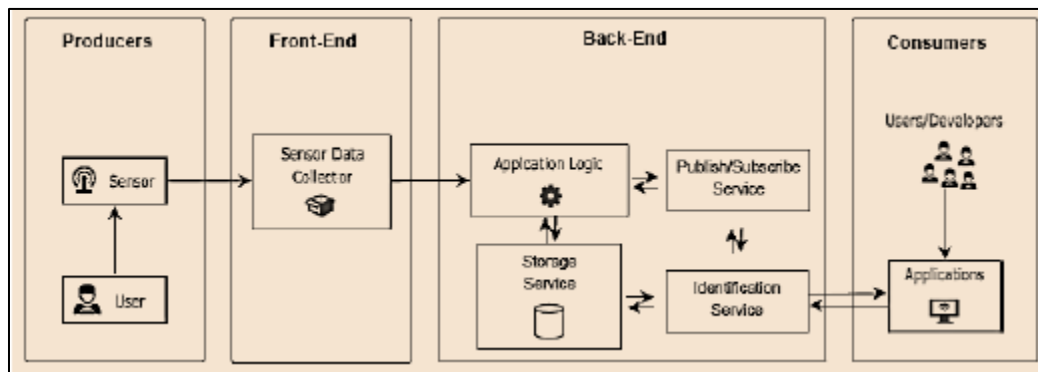 Producers
Front-End
Back-End
Consumers
Users/Developers
Sensor Data
Collector
Appication Logic
Publish/Subscribe
Service
Sensor
Storage
Service
Identification
Service
Applications
User